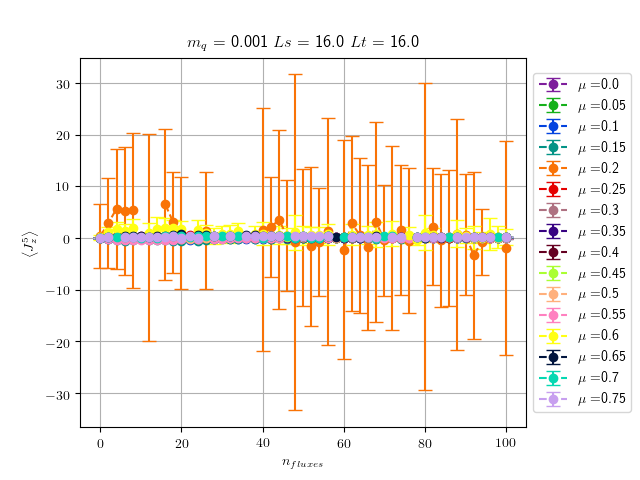 m_q = 0.001 Ls = 16.0 Lt = 16.0
30
20
10
0
−10
−20
−30
⟨J_z^5⟩
0 20 40 60 80 100
n_{fluxes}
μ =0.0
μ =0.05
μ =0.1
μ =0.15
μ =0.2
μ =0.25
μ =0.3
μ =0.35
μ =0.4
μ =0.45
μ =0.5
μ =0.55
μ =0.6
μ =0.65
μ =0.7
μ =0.75